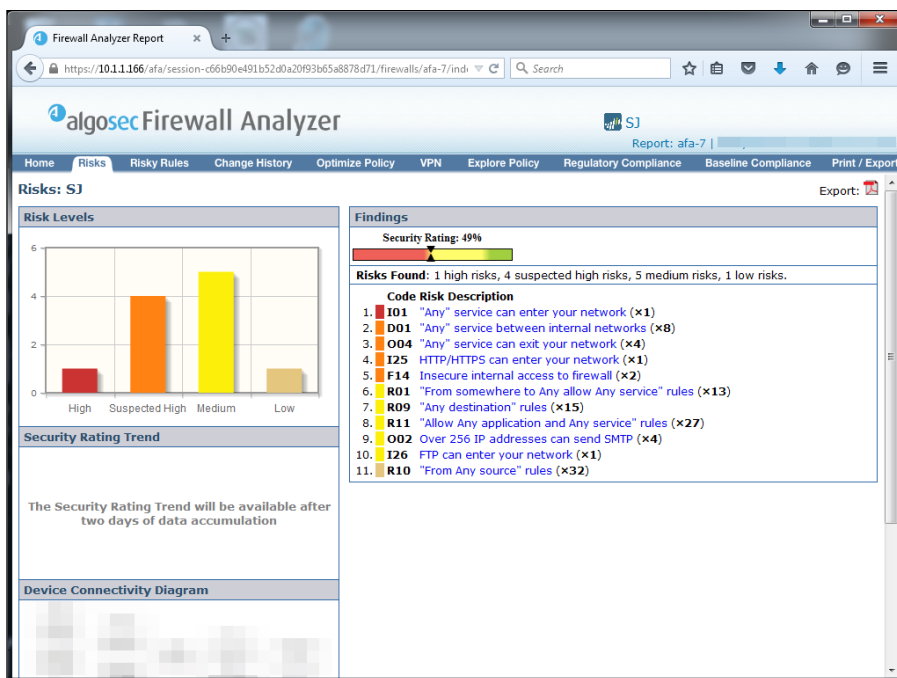 Firewall Analyzer Report
https://10.1.1.166/afa/session-c66b90e491b52d0a20f93b65a8878d71/firewalls/afa-7/ind
Search
algosec Firewall Analyzer
SJ
Report: afa-7 |
Home Risks Risky Rules Change History Optimize Policy VPN Explore Policy Regulatory Compliance Baseline Compliance Print / Export
Risks: SJ
Export:
Risk Levels
6
4
2
0
High Suspected High Medium Low
Security Rating Trend
The Security Rating Trend will be available after
two days of data accumulation
Device Connectivity Diagram
Findings
Security Rating: 49%
Risks Found: 1 high risks, 4 suspected high risks, 5 medium risks, 1 low risks.
Code Risk Description
1. I01 "Any" service can enter your network (×1)
2. D01 "Any" service between internal networks (×8)
3. O04 "Any" service can exit your network (×4)
4. I25 HTTP/HTTPS can enter your network (×1)
5. F14 Insecure internal access to firewall (×2)
6. R01 "From somewhere to Any allow Any service" rules (×13)
7. R09 "Any destination" rules (×15)
8. R11 "Allow Any application and Any service" rules (×27)
9. O02 Over 256 IP addresses can send SMTP (×4)
10. I26 FTP can enter your network (×1)
11. R10 "From Any source" rules (×32)